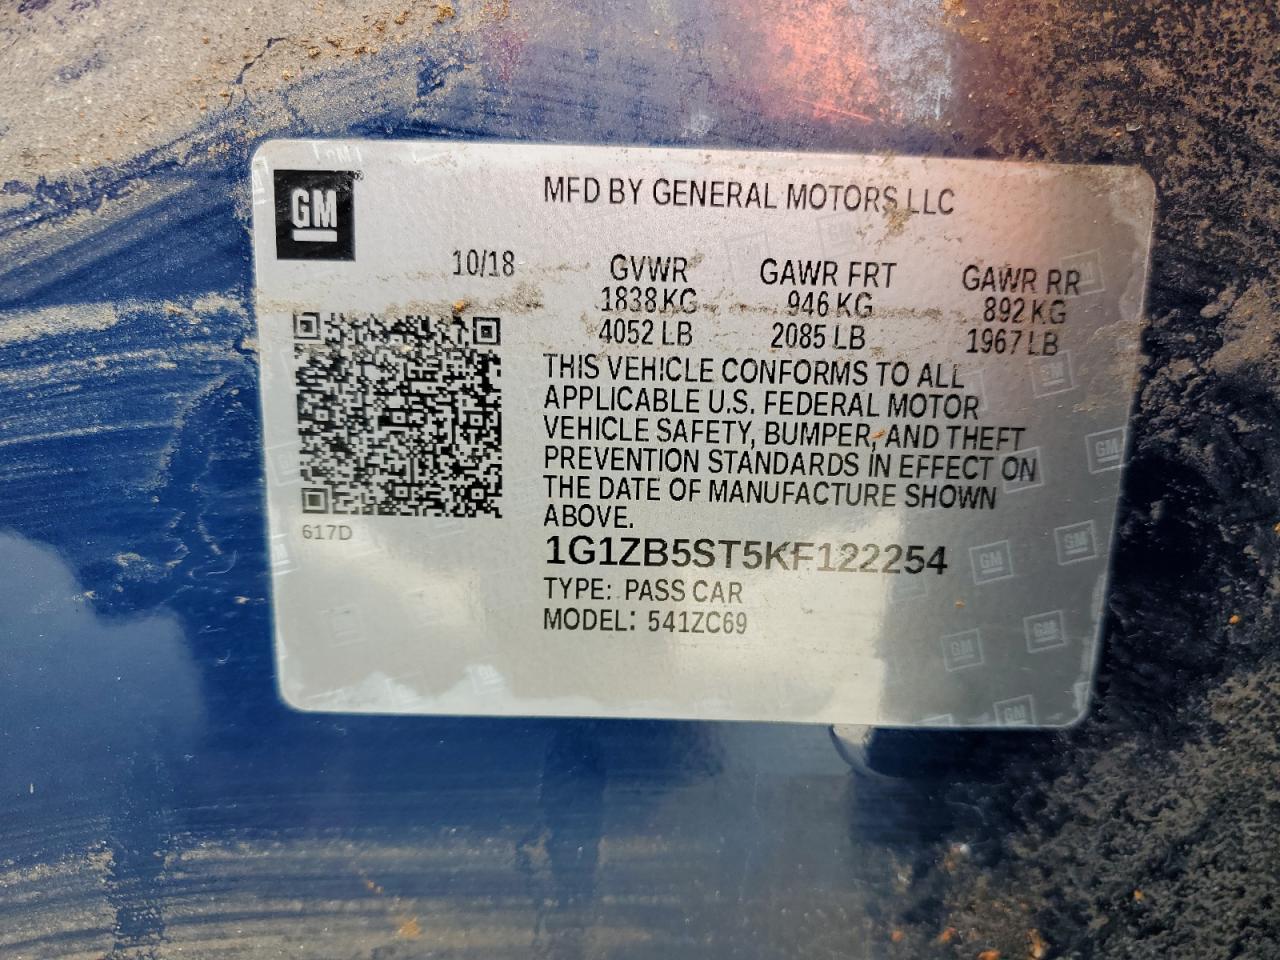 GM
MFD BY GENERAL MOTORS LLC
10/18 GVWR GAWR FRT GAWR RR
1838 KG 946 KG 892 KG
4052 LB 2085 LB 1967 LB
THIS VEHICLE CONFORMS TO ALL
APPLICABLE U.S. FEDERAL MOTOR
VEHICLE SAFETY, BUMPER, AND THEFT
PREVENTION STANDARDS IN EFFECT ON
THE DATE OF MANUFACTURE SHOWN
ABOVE.
617D
1G1ZB5ST5KF122254
TYPE: PASS CAR
MODEL: 541ZC69